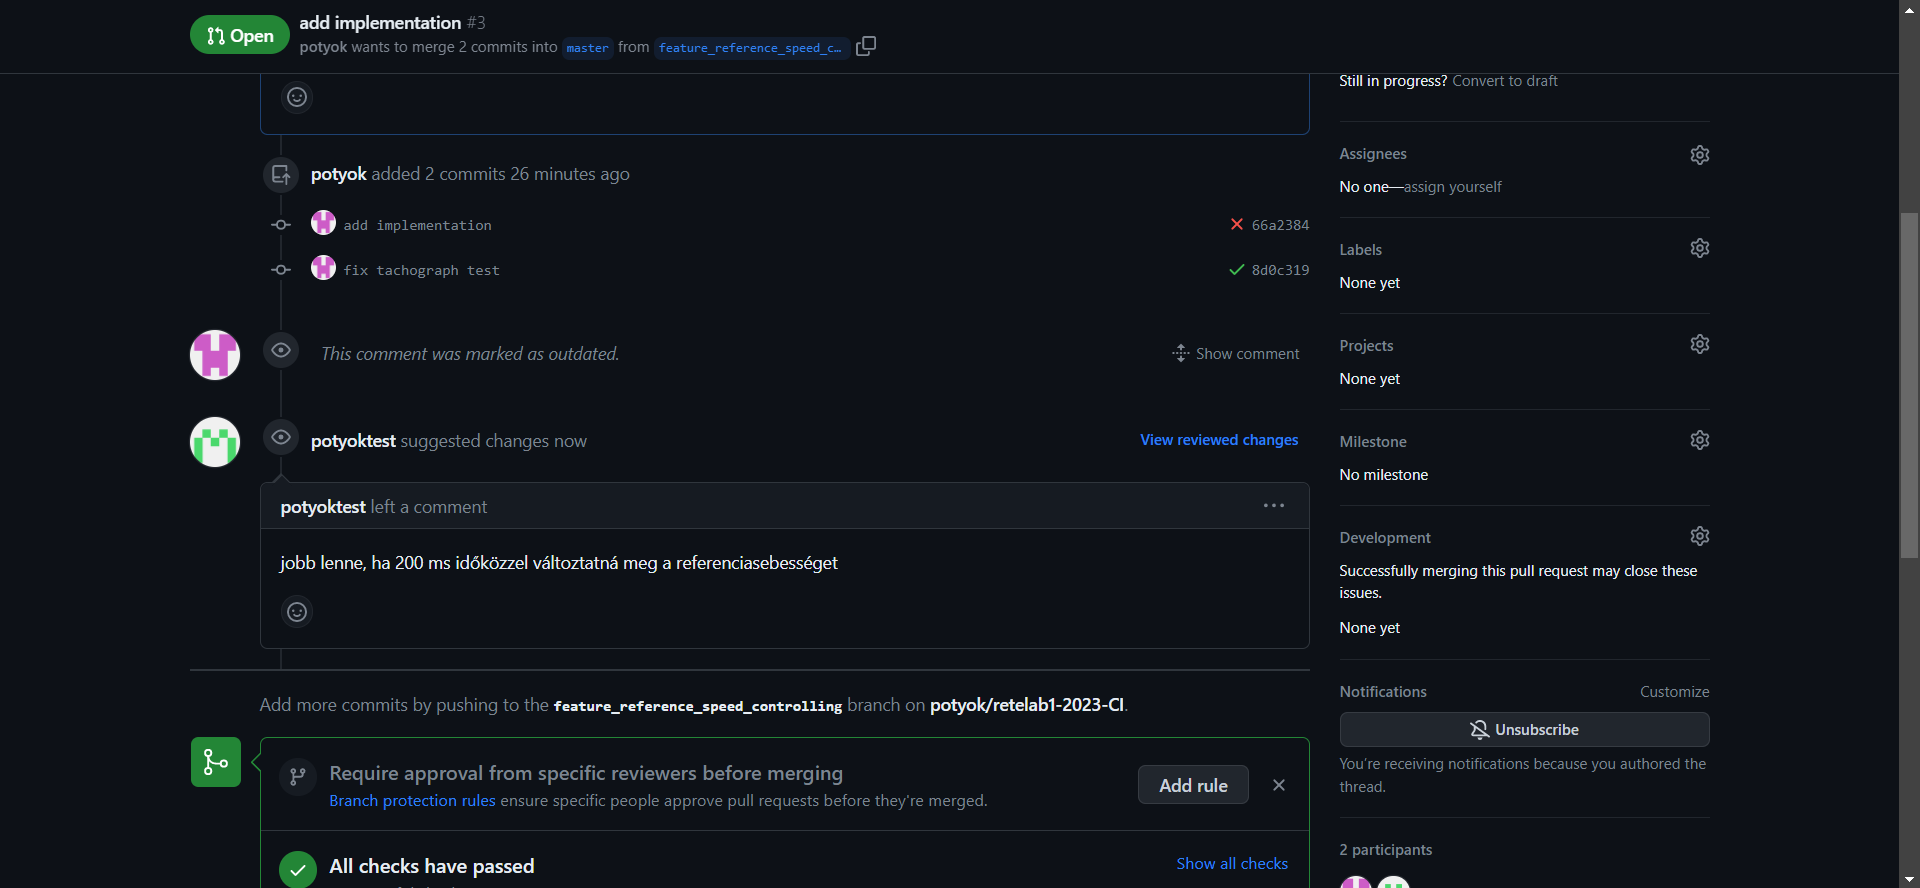 Open
add implementation #3
potyok wants to merge 2 commits into master from feature_reference_speed_c…
Still in progress? Convert to draft
potyok added 2 commits 26 minutes ago
add implementation 66a2384
fix tachograph test 8d0c319
This comment was marked as outdated. Show comment
potyoktest suggested changes now View reviewed changes
potyoktest left a comment
jobb lenne, ha 200 ms időközzel változtatná meg a referenciasebességet
Add more commits by pushing to the feature_reference_speed_controlling branch on potyok/retelab1-2023-CI.
Require approval from specific reviewers before merging
Branch protection rules ensure specific people approve pull requests before they're merged.
Add rule
All checks have passed
Show all checks
Assignees
No one—assign yourself
Labels
None yet
Projects
None yet
Milestone
No milestone
Development
Successfully merging this pull request may close these
issues.
None yet
Notifications Customize
Unsubscribe
You're receiving notifications because you authored the
thread.
2 participants